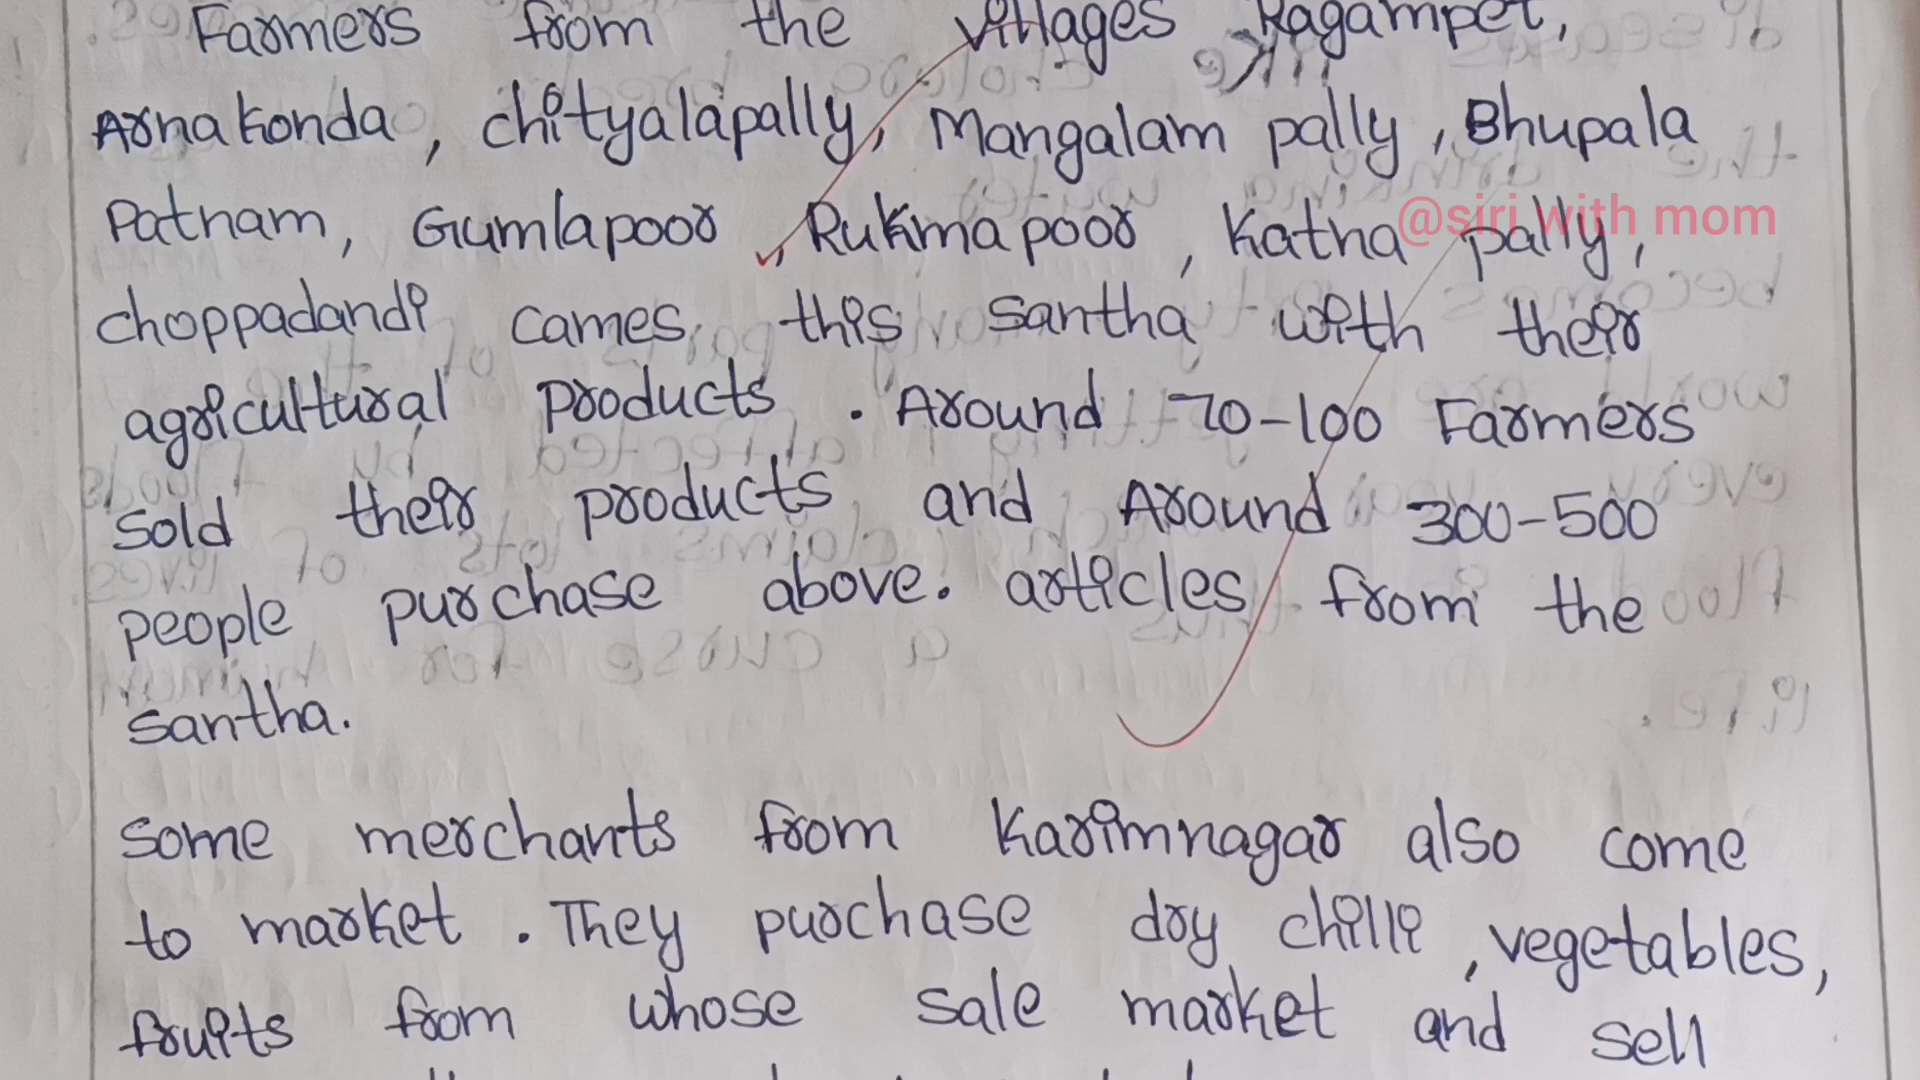 Farmers from the villages Ragampet,
Arnakonda, chityalapally, Mangalam pally, Bhupala
Patnam, Gumlapoor, Rukmapoor, Katna pally,
@siri with mom
choppadandi cames this santha with their
agricultural products. Around 70-100 Farmers
sold their products and Around 300-500
people purchase above. articles from the
santha.
Some merchants from Karimnagar also come
to market. They purchase dry chilli, vegetables,
fruits from whose sale market and sell